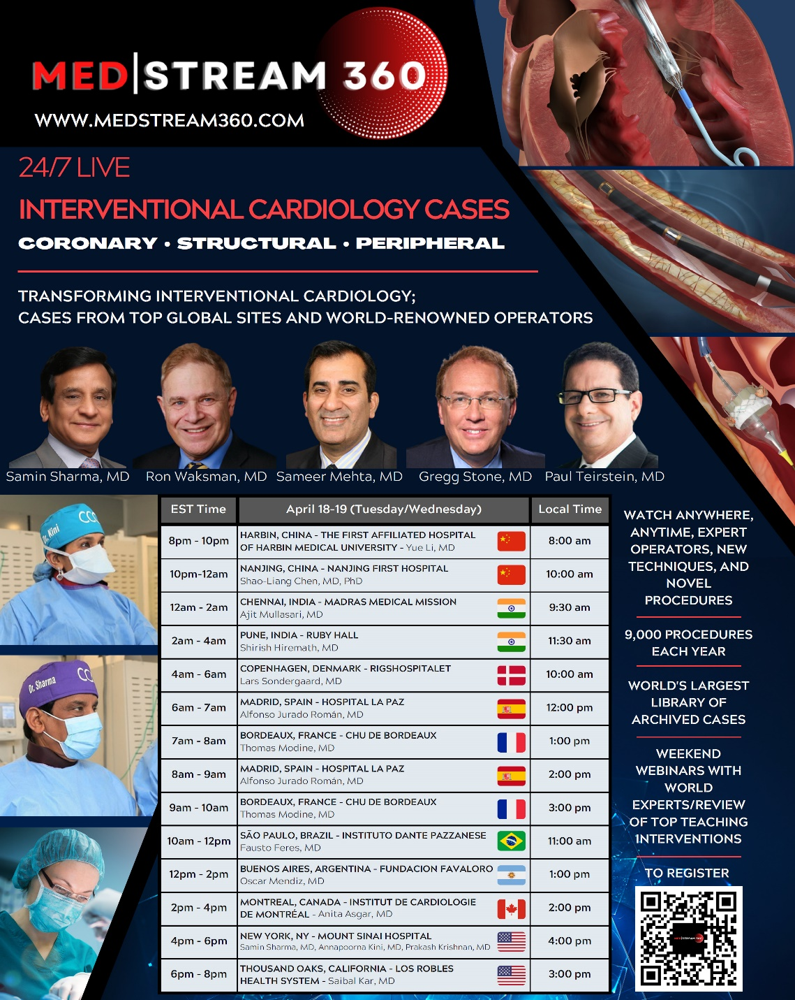 MED|STREAM 360
WWW.MEDSTREAM360.COM
24/7 LIVE
INTERVENTIONAL CARDIOLOGY CASES
CORONARY • STRUCTURAL • PERIPHERAL
TRANSFORMING INTERVENTIONAL CARDIOLOGY;
CASES FROM TOP GLOBAL SITES AND WORLD-RENOWNED OPERATORS
Samin Sharma, MD
Ron Waksman, MD
Sameer Mehta, MD
Gregg Stone, MD
Paul Teirstein, MD
Dr. Kini
Dr. Sharma
EST Time
April 18-19 (Tuesday/Wednesday)
Local Time
8pm - 10pm
HARBIN, CHINA - THE FIRST AFFILIATED HOSPITAL
OF HARBIN MEDICAL UNIVERSITY - Yue Li, MD
8:00 am
10pm-12am
NANJING, CHINA - NANJING FIRST HOSPITAL
Shao-Liang Chen, MD, PhD
10:00 am
12am - 2am
CHENNAI, INDIA - MADRAS MEDICAL MISSION
Ajit Mullasari, MD
9:30 am
2am - 4am
PUNE, INDIA - RUBY HALL
Shirish Hiremath, MD
11:30 am
4am - 6am
COPENHAGEN, DENMARK - RIGSHOSPITALET
Lars Sondergaard, MD
10:00 am
6am - 7am
MADRID, SPAIN - HOSPITAL LA PAZ
Alfonso Jurado Román, MD
12:00 pm
7am - 8am
BORDEAUX, FRANCE - CHU DE BORDEAUX
Thomas Modine, MD
1:00 pm
8am - 9am
MADRID, SPAIN - HOSPITAL LA PAZ
Alfonso Jurado Román, MD
2:00 pm
9am - 10am
BORDEAUX, FRANCE - CHU DE BORDEAUX
Thomas Modine, MD
3:00 pm
10am - 12pm
SÃO PAULO, BRAZIL - INSTITUTO DANTE PAZZANESE
Fausto Feres, MD
11:00 am
12pm - 2pm
BUENOS AIRES, ARGENTINA - FUNDACION FAVALORO
Oscar Mendiz, MD
1:00 pm
2pm - 4pm
MONTREAL, CANADA - INSTITUT DE CARDIOLOGIE
DE MONTRÉAL - Anita Asgar, MD
2:00 pm
4pm - 6pm
NEW YORK, NY - MOUNT SINAI HOSPITAL
Samin Sharma, MD, Annapoorna Kini, MD, Prakash Krishnan, MD
4:00 pm
6pm - 8pm
THOUSAND OAKS, CALIFORNIA - LOS ROBLES
HEALTH SYSTEM - Saibal Kar, MD
3:00 pm
WATCH ANYWHERE,
ANYTIME, EXPERT
OPERATORS, NEW
TECHNIQUES, AND
NOVEL
PROCEDURES
9,000 PROCEDURES
EACH YEAR
WORLD'S LARGEST
LIBRARY OF
ARCHIVED CASES
WEEKEND
WEBINARS WITH
WORLD
EXPERTS/REVIEW
OF TOP TEACHING
INTERVENTIONS
TO REGISTER
MED|STREAM 360